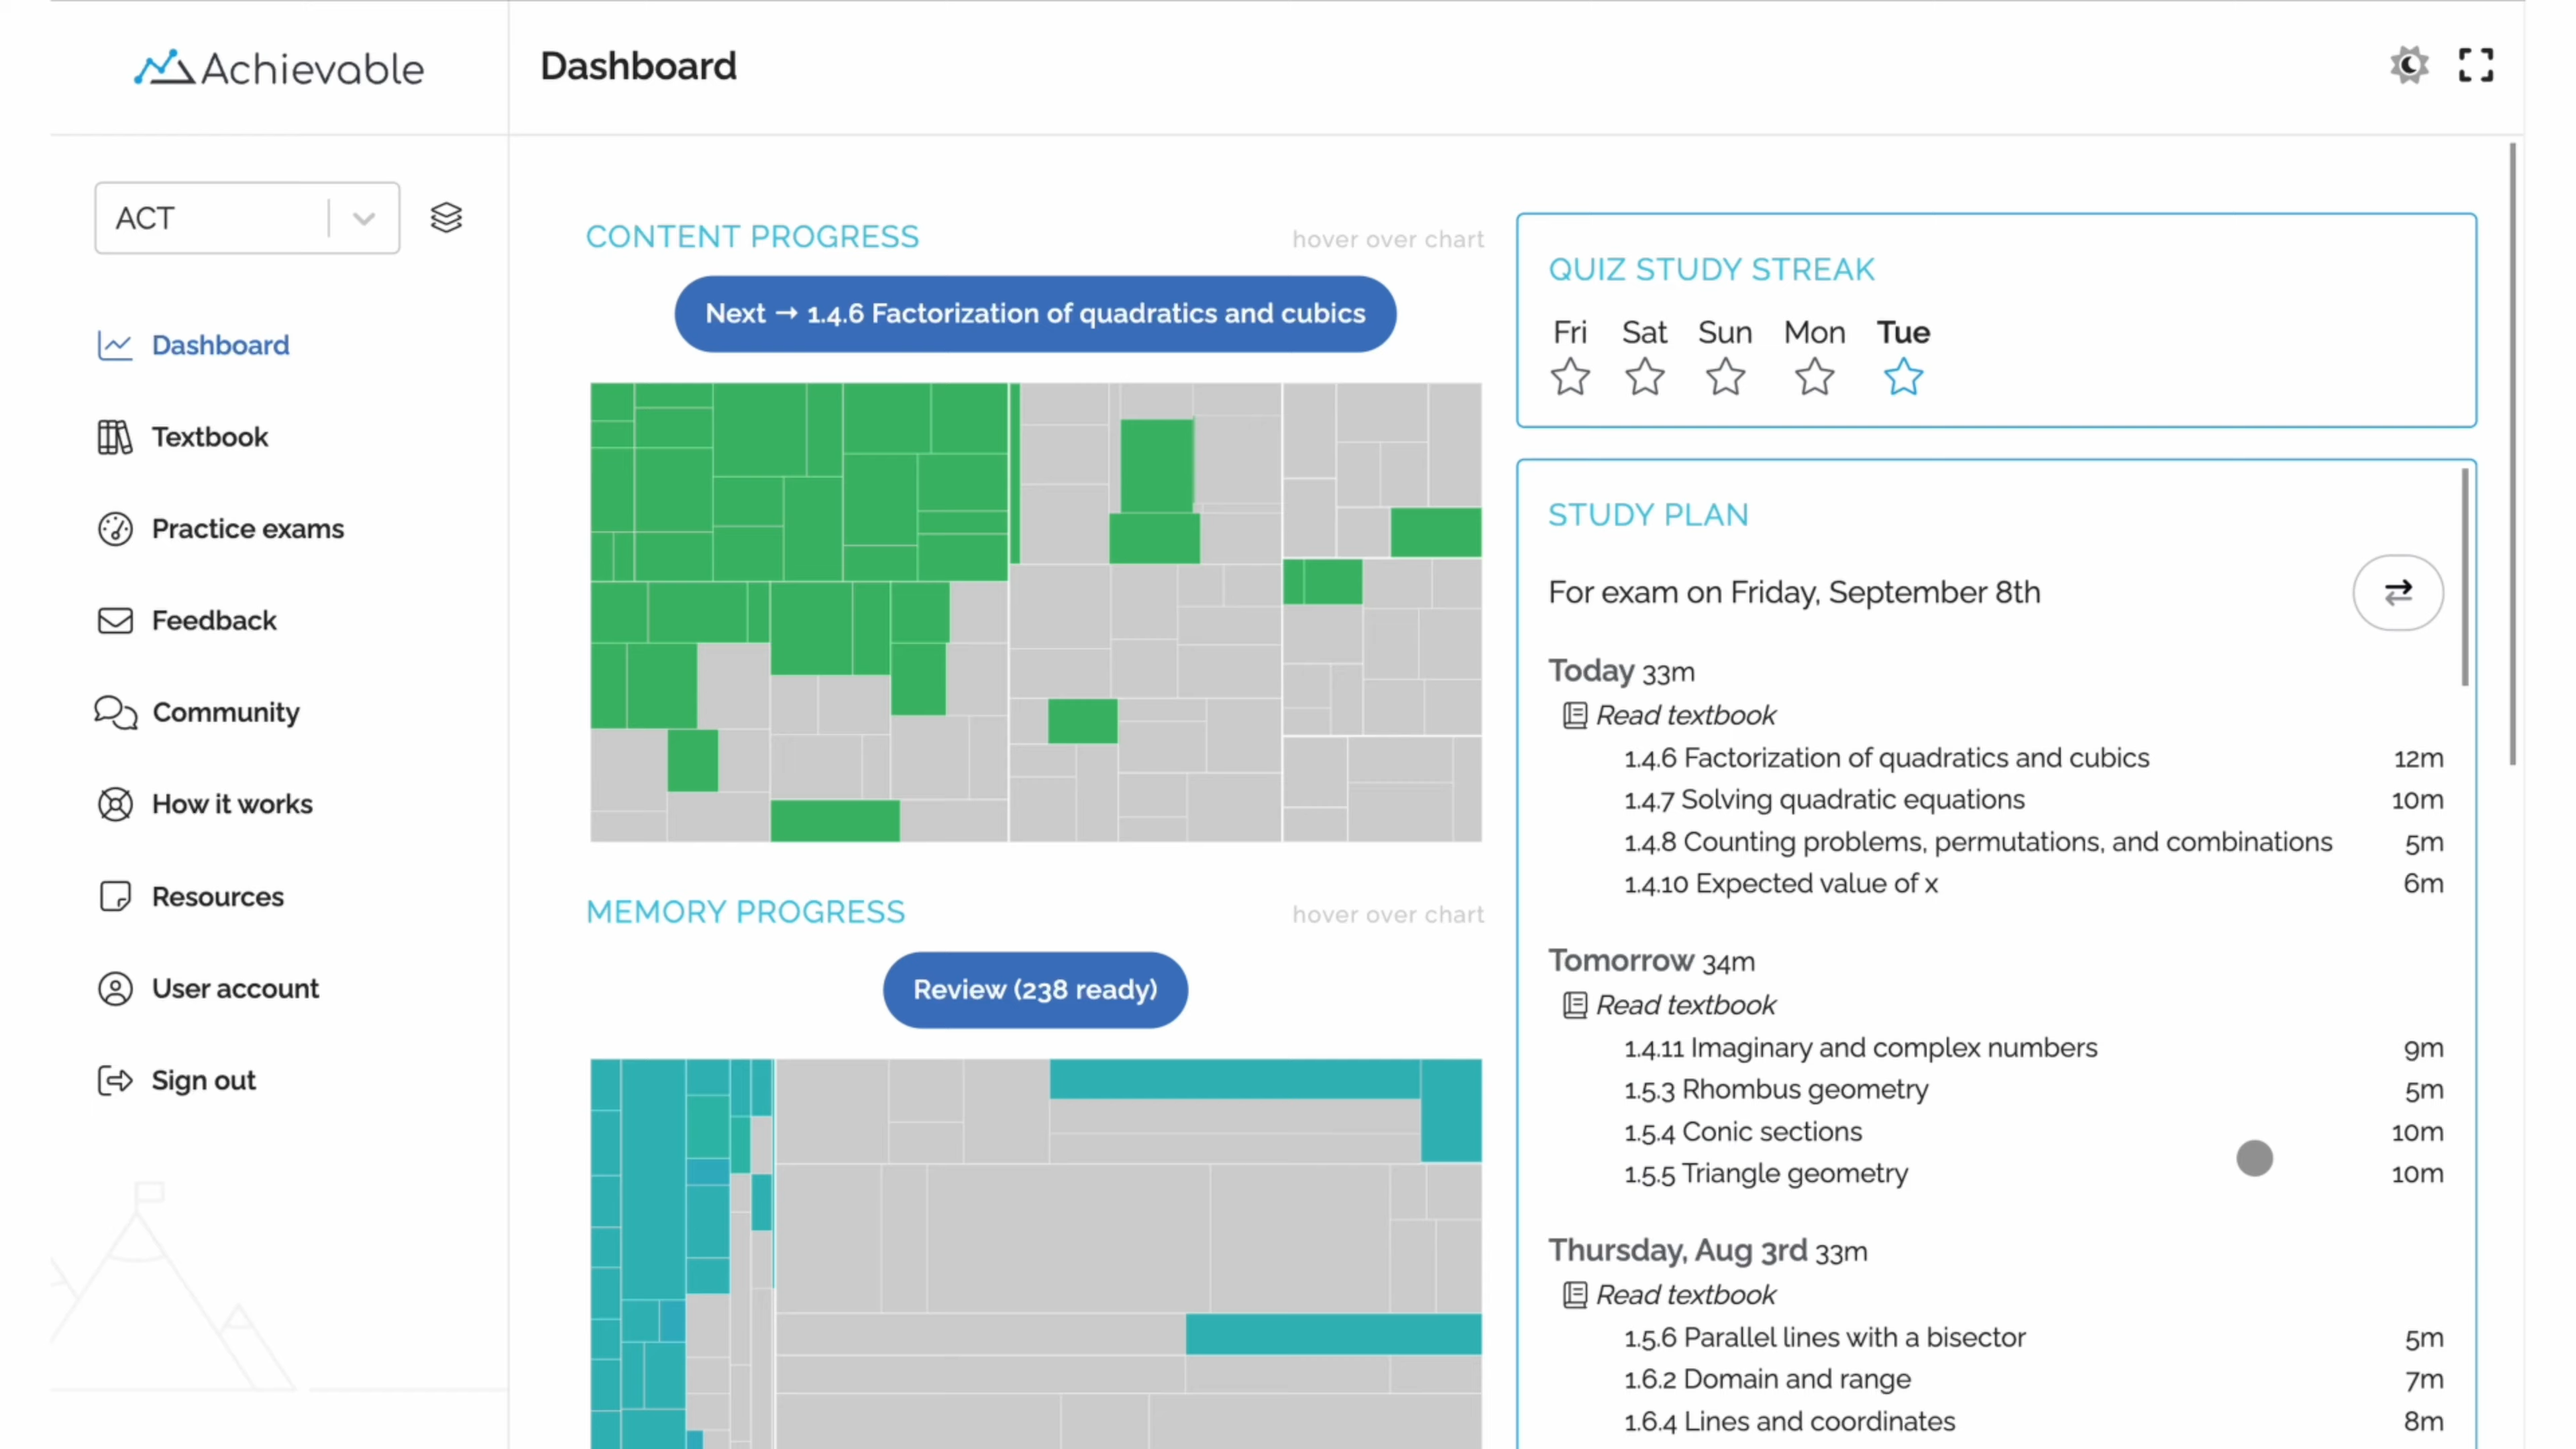 Achievable
Dashboard
ACT
Dashboard
Textbook
Practice exams
Feedback
Community
How it works
Resources
User account
Sign out
CONTENT PROGRESS
hover over chart
Next → 1.4.6 Factorization of quadratics and cubics
MEMORY PROGRESS
hover over chart
Review (238 ready)
QUIZ STUDY STREAK
Fri Sat Sun Mon Tue
STUDY PLAN
For exam on Friday, September 8th
Today 33m
Read textbook
1.4.6 Factorization of quadratics and cubics 12m
1.4.7 Solving quadratic equations 10m
1.4.8 Counting problems, permutations, and combinations 5m
1.4.10 Expected value of x 6m
Tomorrow 34m
Read textbook
1.4.11 Imaginary and complex numbers 9m
1.5.3 Rhombus geometry 5m
1.5.4 Conic sections 10m
1.5.5 Triangle geometry 10m
Thursday, Aug 3rd 33m
Read textbook
1.5.6 Parallel lines with a bisector 5m
1.6.2 Domain and range 7m
1.6.4 Lines and coordinates 8m